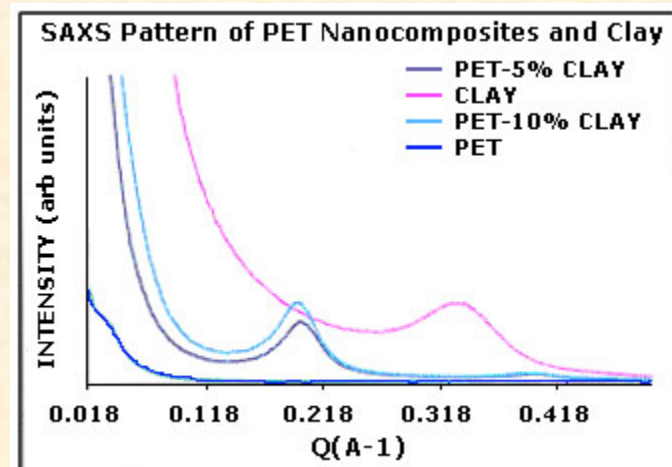 SAXS Pattern of PET Nanocomposites and Clay
PET-5% CLAY
CLAY
PET-10% CLAY
PET
INTENSITY (arb units)
0.018 0.118 0.218 0.318 0.418
Q(A-1)